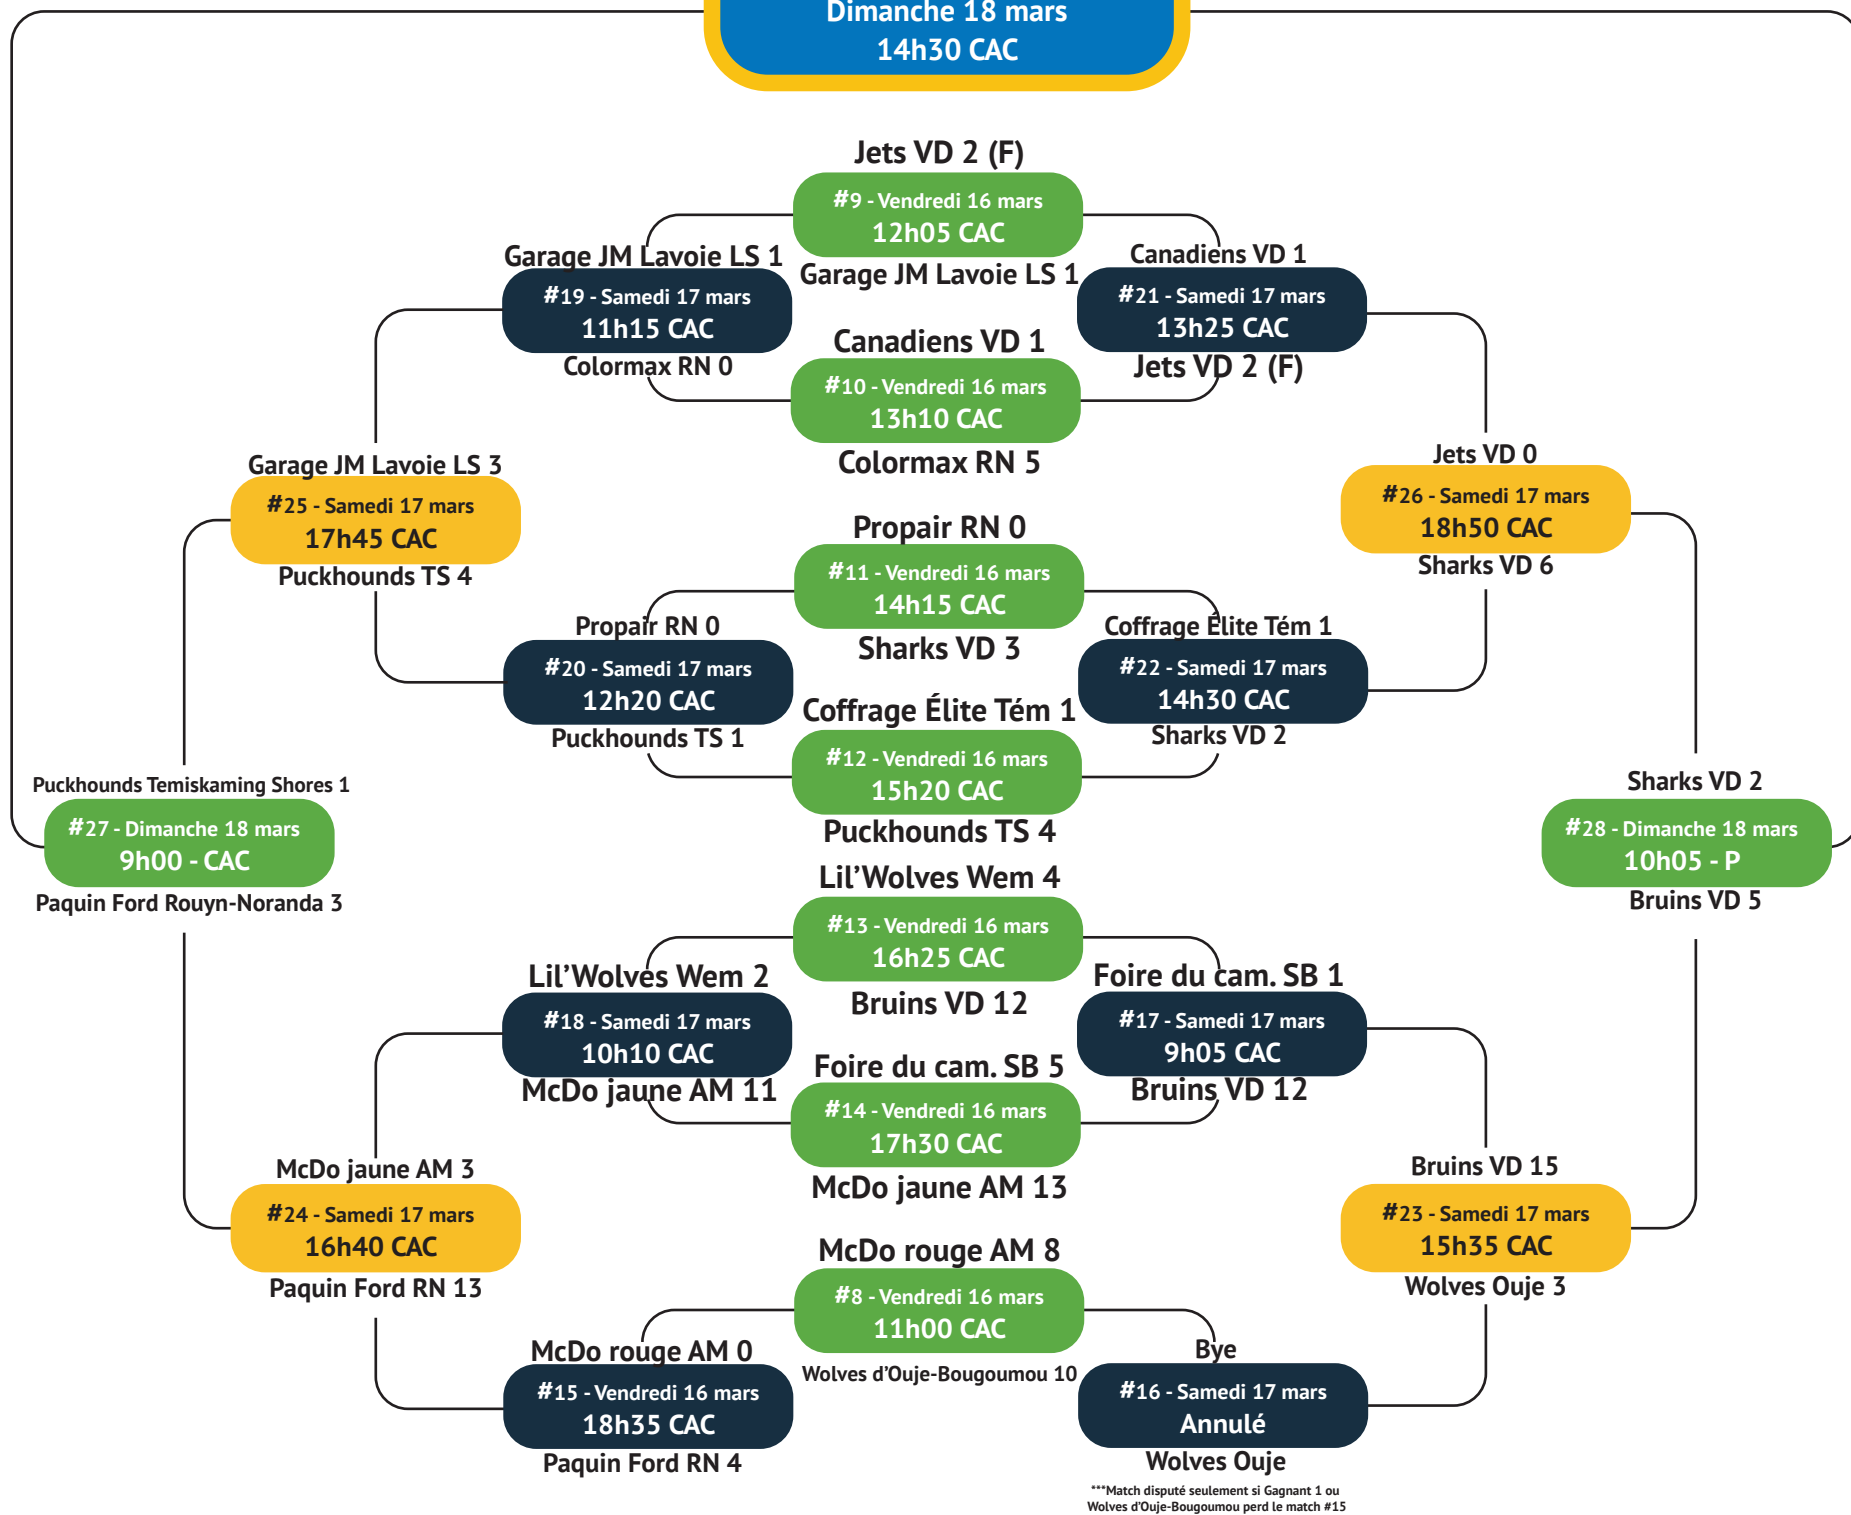 Dimanche 18 mars
14h30 CAC
Jets VD 2 (F)
#9 - Vendredi 16 mars
12h05 CAC
Garage JM Lavoie LS 1
Garage JM Lavoie LS 1
#19 - Samedi 17 mars
11h15 CAC
Colormax RN 0
Canadiens VD 1
#21 - Samedi 17 mars
13h25 CAC
Jets VD 2 (F)
Canadiens VD 1
#10 - Vendredi 16 mars
13h10 CAC
Colormax RN 5
Garage JM Lavoie LS 3
#25 - Samedi 17 mars
17h45 CAC
Puckhounds TS 4
Jets VD 0
#26 - Samedi 17 mars
18h50 CAC
Sharks VD 6
Propair RN 0
#11 - Vendredi 16 mars
14h15 CAC
Sharks VD 3
Propair RN 0
#20 - Samedi 17 mars
12h20 CAC
Puckhounds TS 1
Coffrage Élite Tém 1
#22 - Samedi 17 mars
14h30 CAC
Sharks VD 2
Coffrage Élite Tém 1
#12 - Vendredi 16 mars
15h20 CAC
Puckhounds TS 4
Puckhounds Temiskaming Shores 1
#27 - Dimanche 18 mars
9h00 - CAC
Paquin Ford Rouyn-Noranda 3
Sharks VD 2
#28 - Dimanche 18 mars
10h05 - P
Bruins VD 5
Lil'Wolves Wem 4
#13 - Vendredi 16 mars
16h25 CAC
Bruins VD 12
Lil'Wolves Wem 2
#18 - Samedi 17 mars
10h10 CAC
McDo jaune AM 11
Foire du cam. SB 1
#17 - Samedi 17 mars
9h05 CAC
Bruins VD 12
Foire du cam. SB 5
#14 - Vendredi 16 mars
17h30 CAC
McDo jaune AM 13
McDo jaune AM 3
#24 - Samedi 17 mars
16h40 CAC
Paquin Ford RN 13
Bruins VD 15
#23 - Samedi 17 mars
15h35 CAC
Wolves Ouje 3
McDo rouge AM 8
#8 - Vendredi 16 mars
11h00 CAC
Wolves d'Ouje-Bougoumou 10
McDo rouge AM 0
#15 - Vendredi 16 mars
18h35 CAC
Paquin Ford RN 4
Bye
#16 - Samedi 17 mars
Annulé
Wolves Ouje
***Match disputé seulement si Gagnant 1 ou
Wolves d'Ouje-Bougoumou perd le match #15